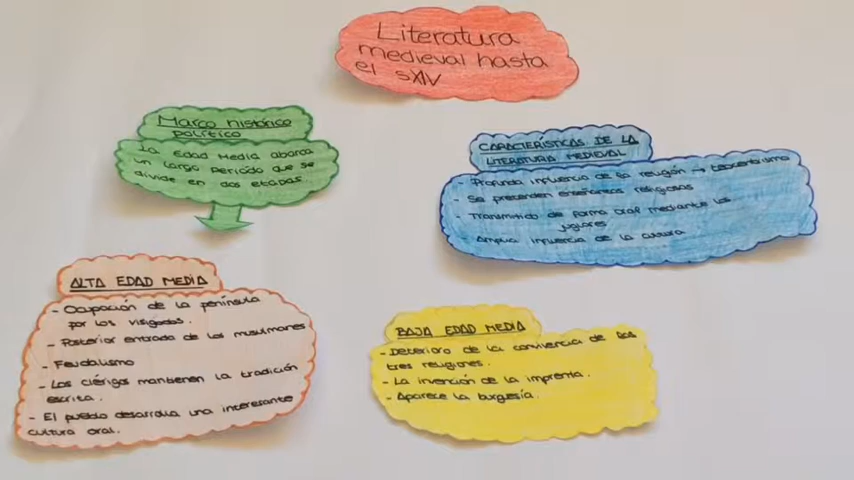 Literatura
medieval hasta
el sXIV
Marco histórico
político
La Edad Media abarca
un largo periodo que se
divide en dos etapas
CARACTERÍSTICAS DE LA
LITERATURA MEDIEVAL
- Profunda influencia de la religión → teocentrismo
- Se pretenden enseñanzas religiosas
- Transmitido de forma oral mediante los
juglares
- Amplia influencia de la cultura
ALTA EDAD MEDIA
- Ocupación de la península
por los visigodos.
- Posterior entrada de los musulmanes
- Feudalismo
- Los clérigos mantienen la tradición
escrita.
- El pueblo desarrolla una interesante
cultura oral.
BAJA EDAD MEDIA
- Deterioro de la convivencia de las
tres religiones.
- La invención de la imprenta.
- Aparece la burguesía.